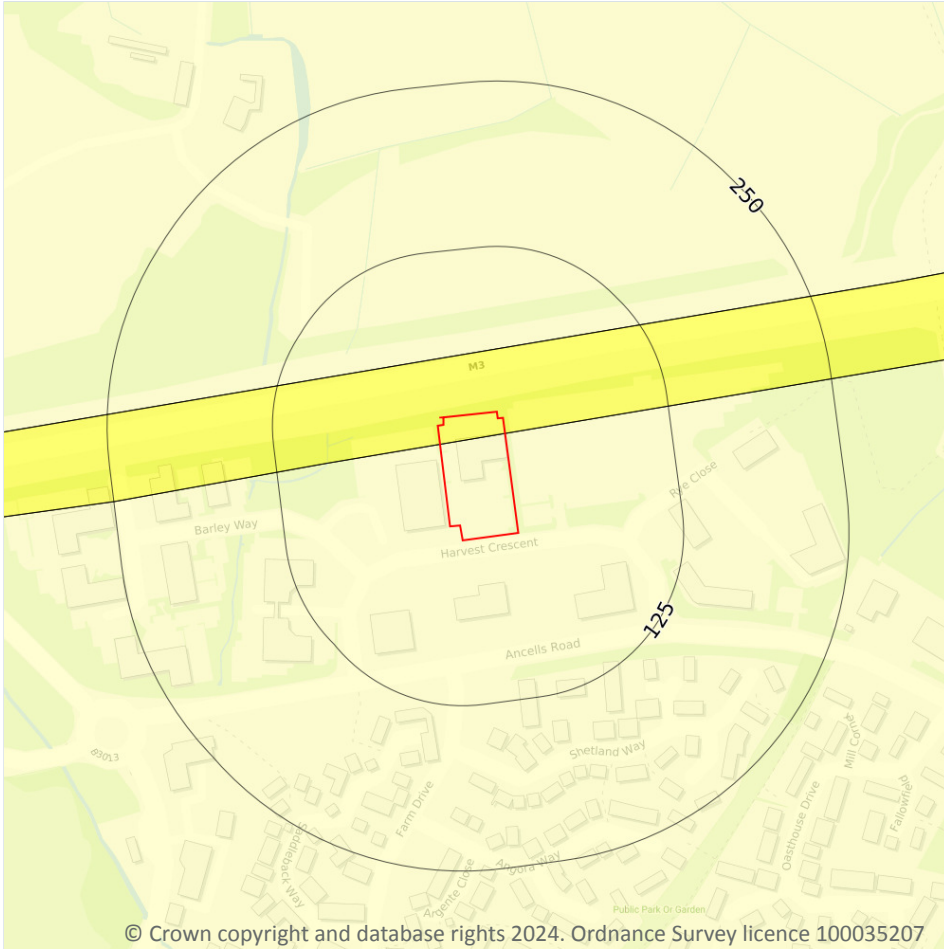 250
M3
Rye Close
Barley Way
Harvest Crescent
125
Ancells Road
Shetland Way
B3013
Mill Corner
Farm Drive
Oasthouse Drive
Fallowfield
Saddleback Way
Angora Way
Argente Close
Public Park Or Garden
© Crown copyright and database rights 2024. Ordnance Survey licence 100035207